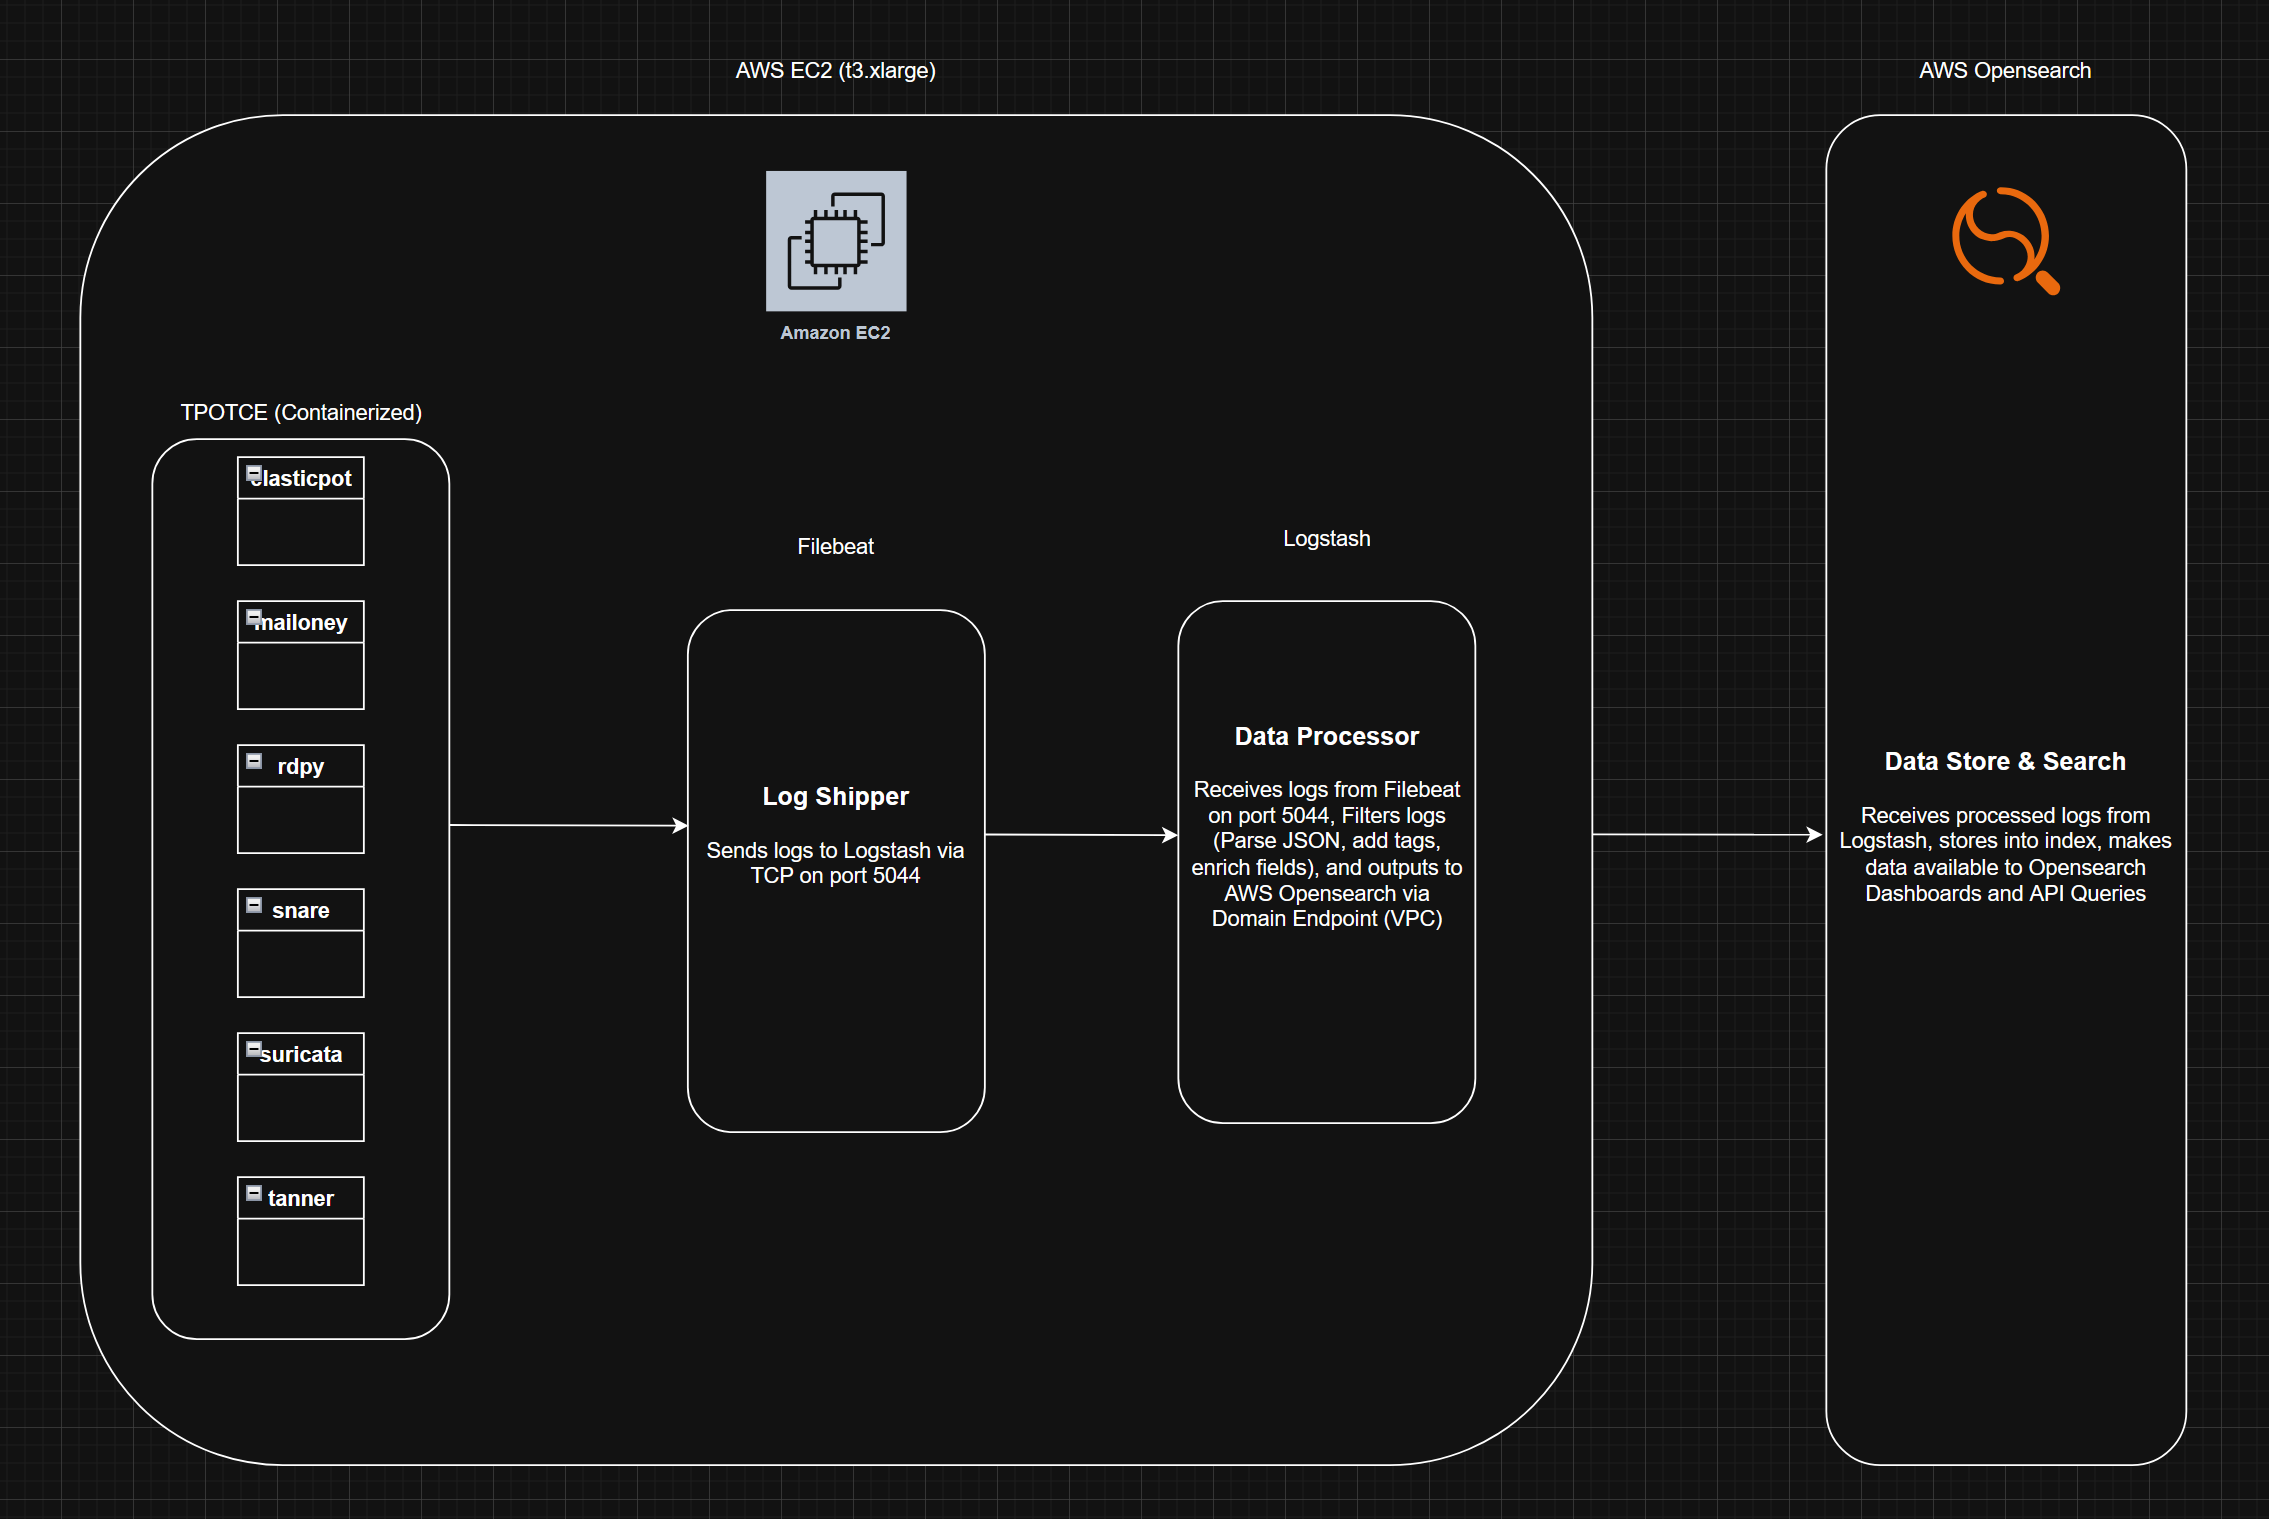 AWS EC2 (t3.xlarge)
AWS Opensearch
Amazon EC2
TPOTCE (Containerized)
elasticpot
mailoney
rdpy
snare
suricata
tanner
Filebeat
Log Shipper
Sends logs to Logstash via
TCP on port 5044
Logstash
Data Processor
Receives logs from Filebeat
on port 5044, Filters logs
(Parse JSON, add tags,
enrich fields), and outputs to
AWS Opensearch via
Domain Endpoint (VPC)
Data Store & Search
Receives processed logs from
Logstash, stores into index, makes
data available to Opensearch
Dashboards and API Queries